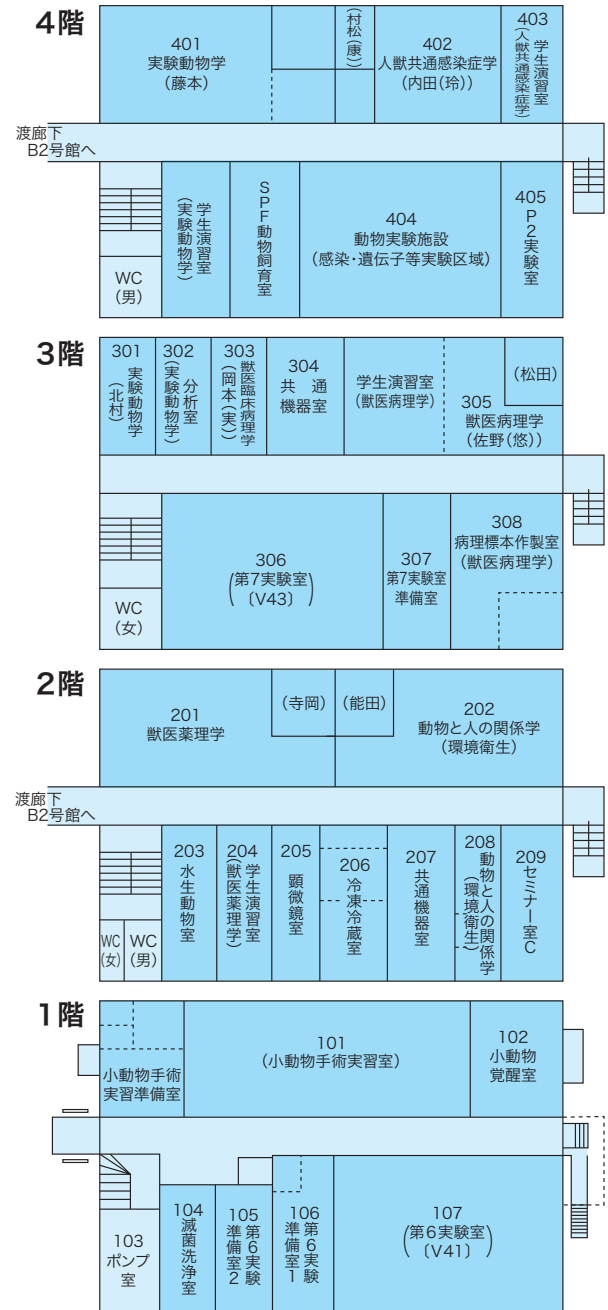 4階
401
実験動物学
(藤本)
(村松(康))
402
人獣共通感染症学
(内田(玲))
403
学生演習室
(人獣共通感染症学)
渡廊下
B2号館へ
WC
(男)
学生演習室
(実験動物学)
SPF動物飼育室
404
動物実験施設
(感染・遺伝子等実験区域)
405
P2実験室
3階
301
実験動物学
(北村)
302
分析室
(実験動物学)
303
獣医臨床病理学
(岡本(実))
304
共 通
機器室
学生演習室
(獣医病理学)
305
獣医病理学
(佐野(悠))
(松田)
WC
(女)
306
(第7実験室
〔V43〕)
307
第7実験室
準備室
308
病理標本作製室
(獣医病理学)
2階
201
獣医薬理学
(寺岡)
(能田)
202
動物と人の関係学
(環境衛生)
渡廊下
B2号館へ
WC
(女)
WC
(男)
203
水生動物室
204
学生演習室
(獣医薬理学)
205
顕微鏡室
206
冷凍冷蔵室
207
共通機器室
208
動物と人の関係学
(環境衛生)
209
セミナー室C
1階
小動物手術
実習準備室
101
(小動物手術実習室)
102
小動物
覚醒室
103
ポンプ
室
104
滅菌洗浄室
105
第6実験
準備室2
106
第6実験
準備室1
107
(第6実験室
〔V41〕)